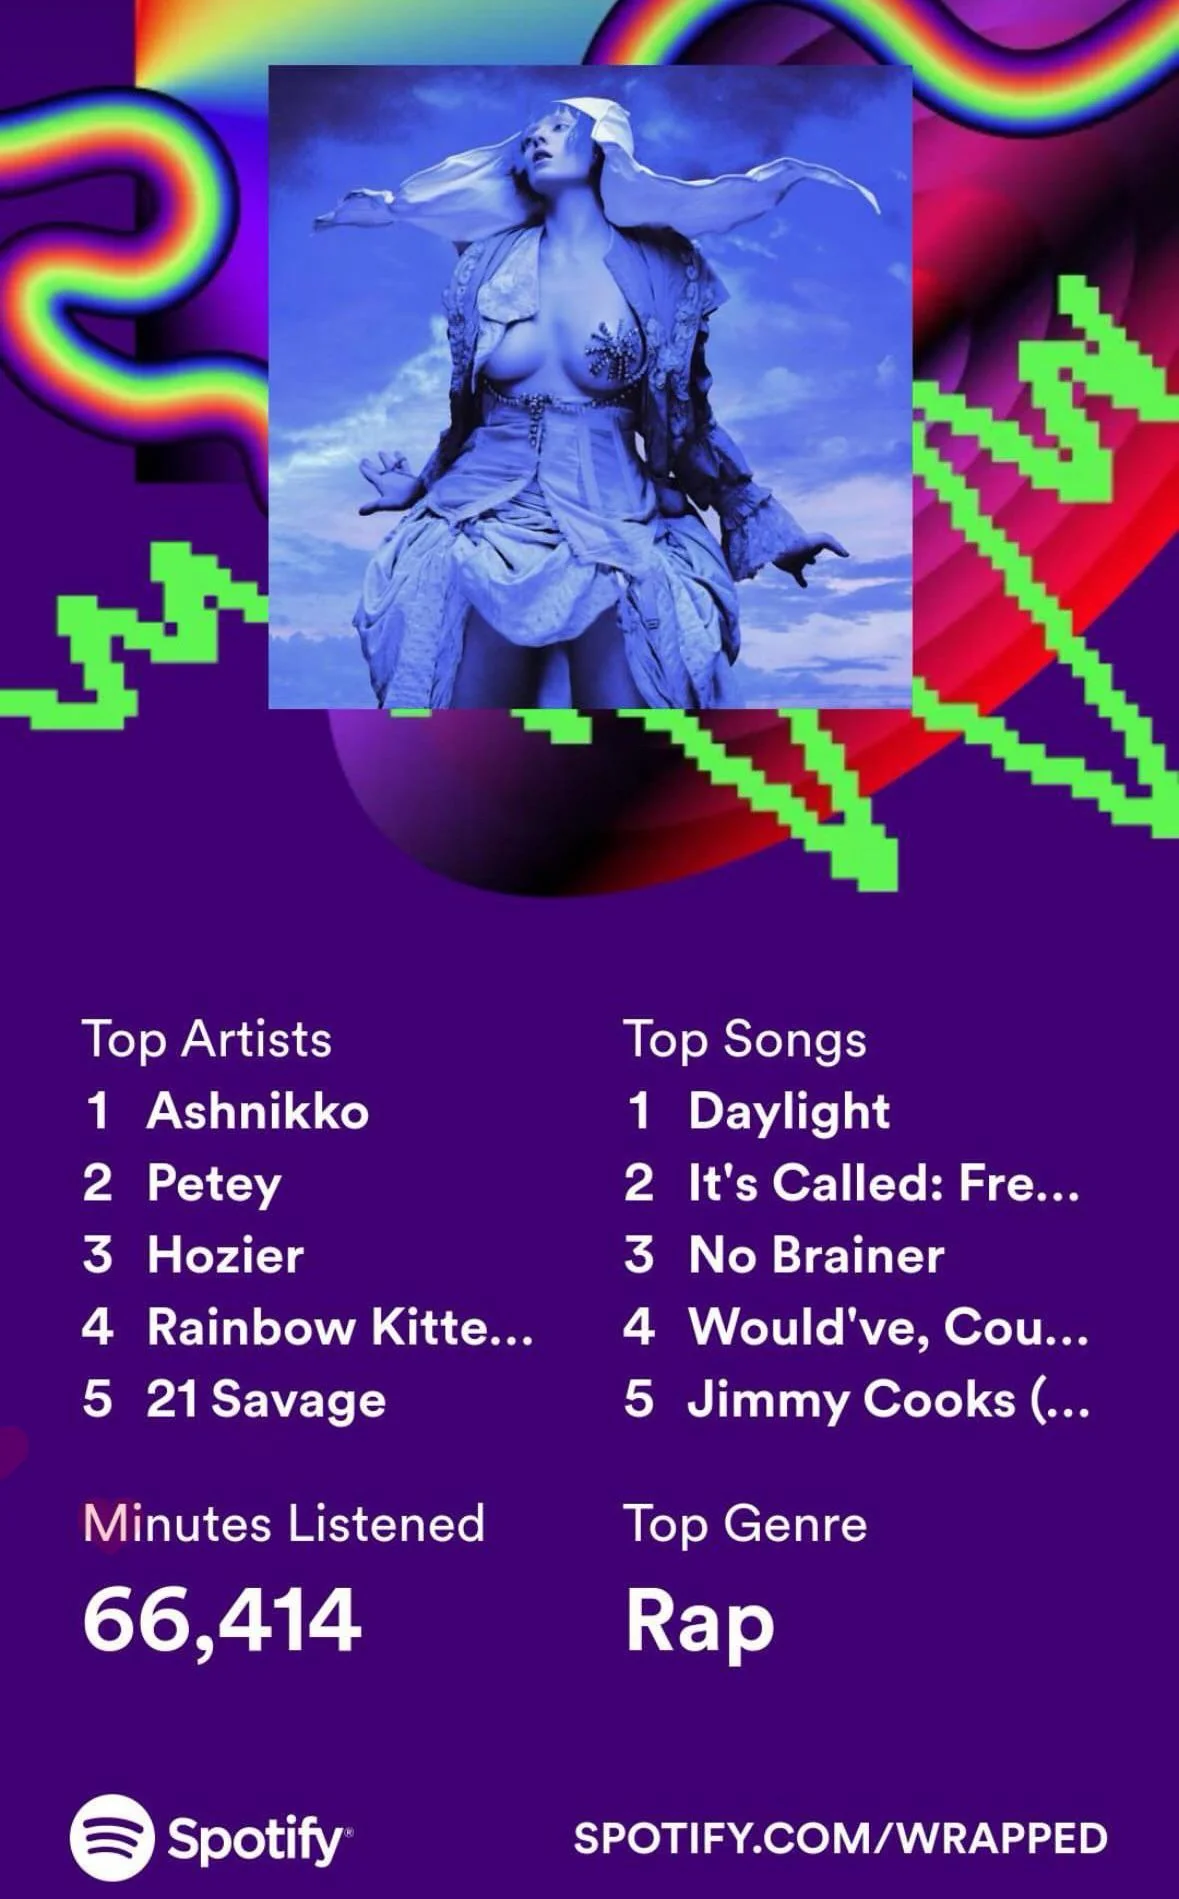 Top Artists
1 Ashnikko
2 Petey
3 Hozier
4 Rainbow Kitte...
5 21 Savage
Top Songs
1 Daylight
2 It's Called: Fre...
3 No Brainer
4 Would've, Cou...
5 Jimmy Cooks (...
Minutes Listened
66,414
Top Genre
Rap
Spotify®
SPOTIFY.COM/WRAPPED